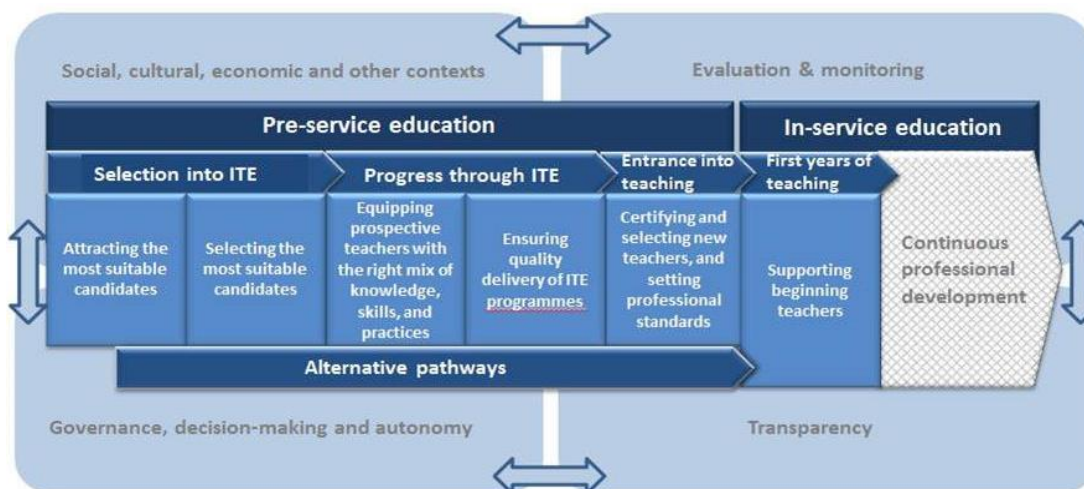 Social, cultural, economic and other contexts
Evaluation & monitoring
Pre-service education
In-service education
Selection into ITE
Progress through ITE
Entrance into
teaching
First years of
teaching
Attracting the
most suitable
candidates
Selecting the
most suitable
candidates
Equipping
prospective
teachers with
the right mix of
knowledge,
skills, and
practices
Ensuring
quality
delivery of ITE
programmes
Certifying and
selecting new
teachers, and
setting
professional
standards
Supporting
beginning
teachers
Continuous
professional
development
Alternative pathways
Governance, decision-making and autonomy
Transparency